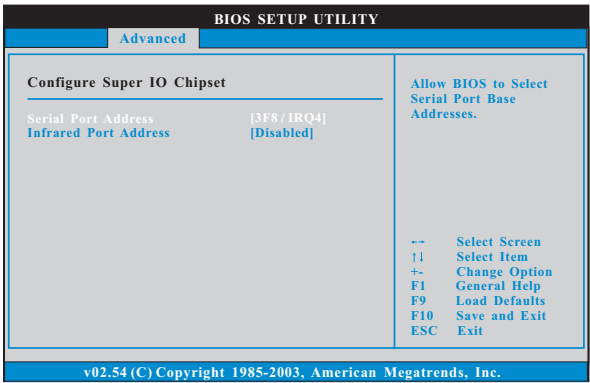 BIOS SETUP UTILITY
Advanced
Configure Super IO Chipset
Serial Port Address [3F8 / IRQ4]
Infrared Port Address [Disabled]
Allow BIOS to Select
Serial Port Base
Addresses.
←→ Select Screen
↑↓ Select Item
+- Change Option
F1 General Help
F9 Load Defaults
F10 Save and Exit
ESC Exit
v02.54 (C) Copyright 1985-2003, American Megatrends, Inc.